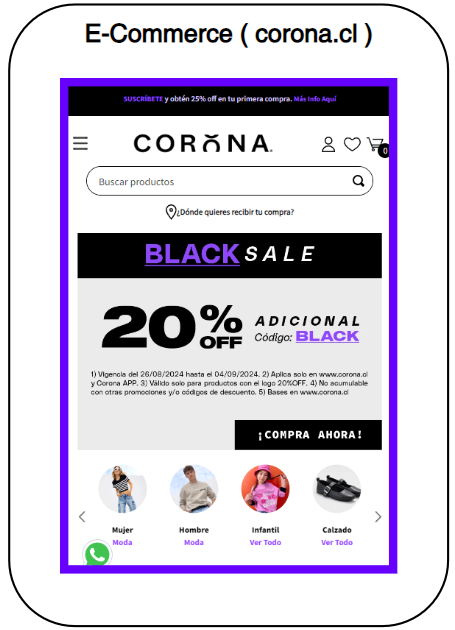 E-Commerce ( corona.cl )
SUSCRÍBETE y obtén 25% off en tu primera compra. Más Info Aquí
CORONA.
0
Buscar productos
¿Dónde quieres recibir tu compra?
BLACK SALE
20% OFF
ADICIONAL
Código: BLACK
1) Vigencia del 26/08/2024 hasta el 04/09/2024. 2) Aplica solo en www.corona.cl
y Corona APP. 3) Válido solo para productos con el logo 20%OFF. 4) No acumulable
con otras promociones y/o códigos de descuento. 5) Bases en www.corona.cl
¡COMPRA AHORA!
Mujer Hombre Infantil Calzado
Moda Moda Ver Todo Ver Todo